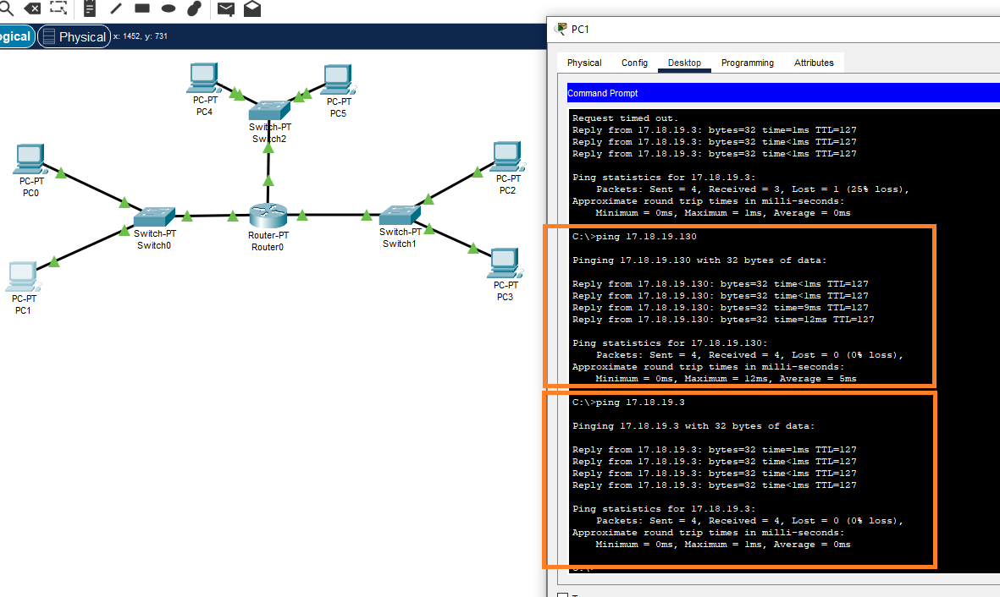 ogical
Physical
x: 1452, y: 731
PC-PT
PC4
PC-PT
PC5
Switch-PT
Switch2
PC-PT
PC0
PC-PT
PC2
Switch-PT
Switch0
Router-PT
Router0
Switch-PT
Switch1
PC-PT
PC1
PC-PT
PC3
PC1
Physical Config Desktop Programming Attributes
Command Prompt
Request timed out.
Reply from 17.18.19.3: bytes=32 time=1ms TTL=127
Reply from 17.18.19.3: bytes=32 time<1ms TTL=127
Reply from 17.18.19.3: bytes=32 time<1ms TTL=127
Ping statistics for 17.18.19.3:
Packets: Sent = 4, Received = 3, Lost = 1 (25% loss),
Approximate round trip times in milli-seconds:
Minimum = 0ms, Maximum = 1ms, Average = 0ms
C:\>ping 17.18.19.130
Pinging 17.18.19.130 with 32 bytes of data:
Reply from 17.18.19.130: bytes=32 time<1ms TTL=127
Reply from 17.18.19.130: bytes=32 time<1ms TTL=127
Reply from 17.18.19.130: bytes=32 time=9ms TTL=127
Reply from 17.18.19.130: bytes=32 time=12ms TTL=127
Ping statistics for 17.18.19.130:
Packets: Sent = 4, Received = 4, Lost = 0 (0% loss),
Approximate round trip times in milli-seconds:
Minimum = 0ms, Maximum = 12ms, Average = 5ms
C:\>ping 17.18.19.3
Pinging 17.18.19.3 with 32 bytes of data:
Reply from 17.18.19.3: bytes=32 time=1ms TTL=127
Reply from 17.18.19.3: bytes=32 time<1ms TTL=127
Reply from 17.18.19.3: bytes=32 time<1ms TTL=127
Reply from 17.18.19.3: bytes=32 time<1ms TTL=127
Ping statistics for 17.18.19.3:
Packets: Sent = 4, Received = 4, Lost = 0 (0% loss),
Approximate round trip times in milli-seconds:
Minimum = 0ms, Maximum = 1ms, Average = 0ms